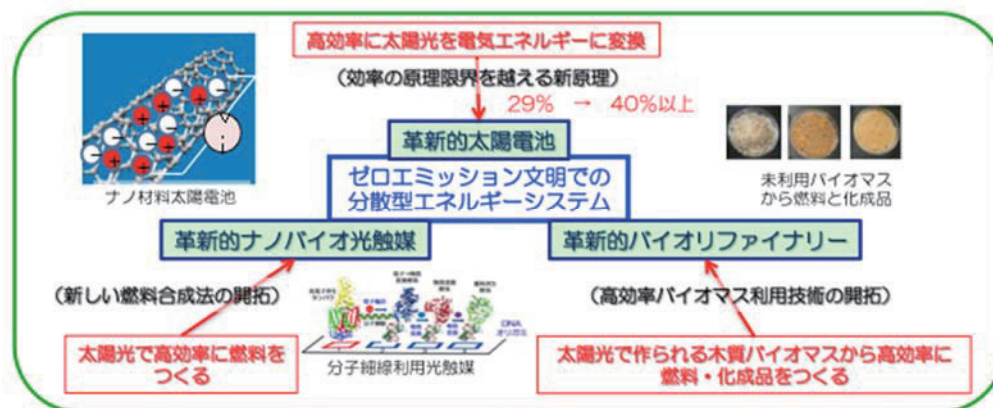 高効率に太陽光を電気エネルギーに変換
(効率の原理限界を越える新原理)
29% → 40%以上
革新的太陽電池
ゼロエミッション文明での
分散型エネルギーシステム
ナノ材料太陽電池
未利用バイオマス
から燃料と化成品
革新的ナノバイオ光触媒
革新的バイオリファイナリー
(新しい燃料合成法の開拓)
(高効率バイオマス利用技術の開拓)
DNA
オリガミ
太陽光で高効率に燃料を
つくる
分子細線利用光触媒
太陽光で作られる木質バイオマスから高効率に
燃料・化成品をつくる